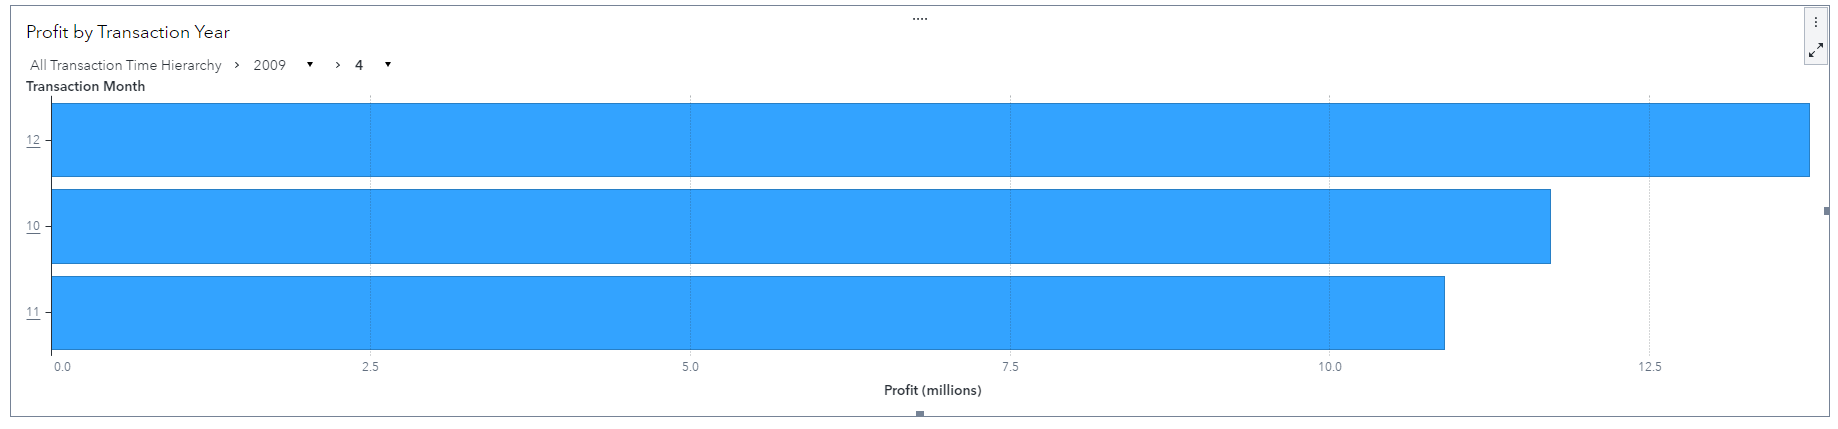 Profit by Transaction Year
All Transaction Time Hierarchy > 2009 > 4
Transaction Month
12
10
11
0.0 2.5 5.0 7.5 10.0 12.5
Profit (millions)